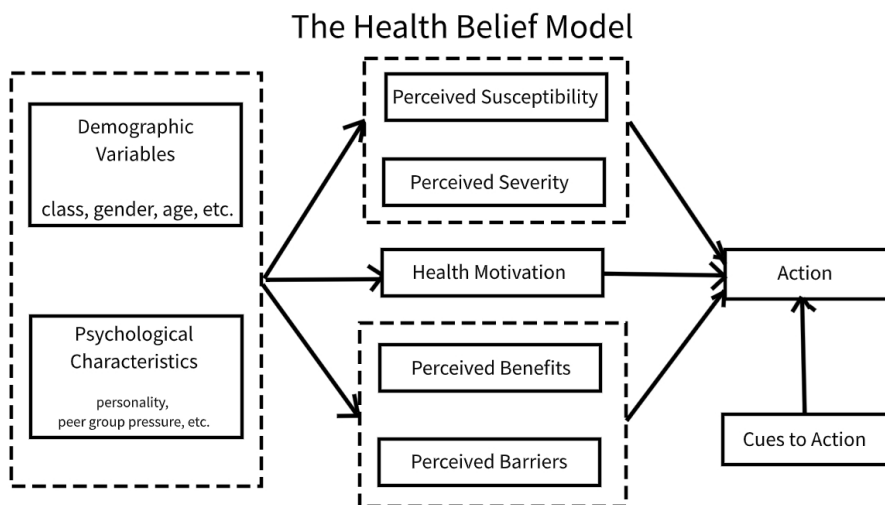 The Health Belief Model
Demographic
Variables
class, gender, age, etc.
Psychological
Characteristics
personality,
peer group pressure, etc.
Perceived Susceptibility
Perceived Severity
Health Motivation
Perceived Benefits
Perceived Barriers
Action
Cues to Action